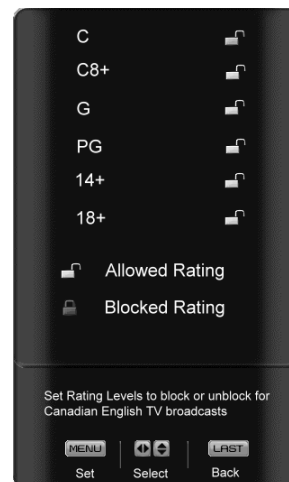 C
C8+
G
PG
14+
18+
Allowed Rating
Blocked Rating
Set Rating Levels to block or unblock for
Canadian English TV broadcasts
MENU LAST
Set Select Back